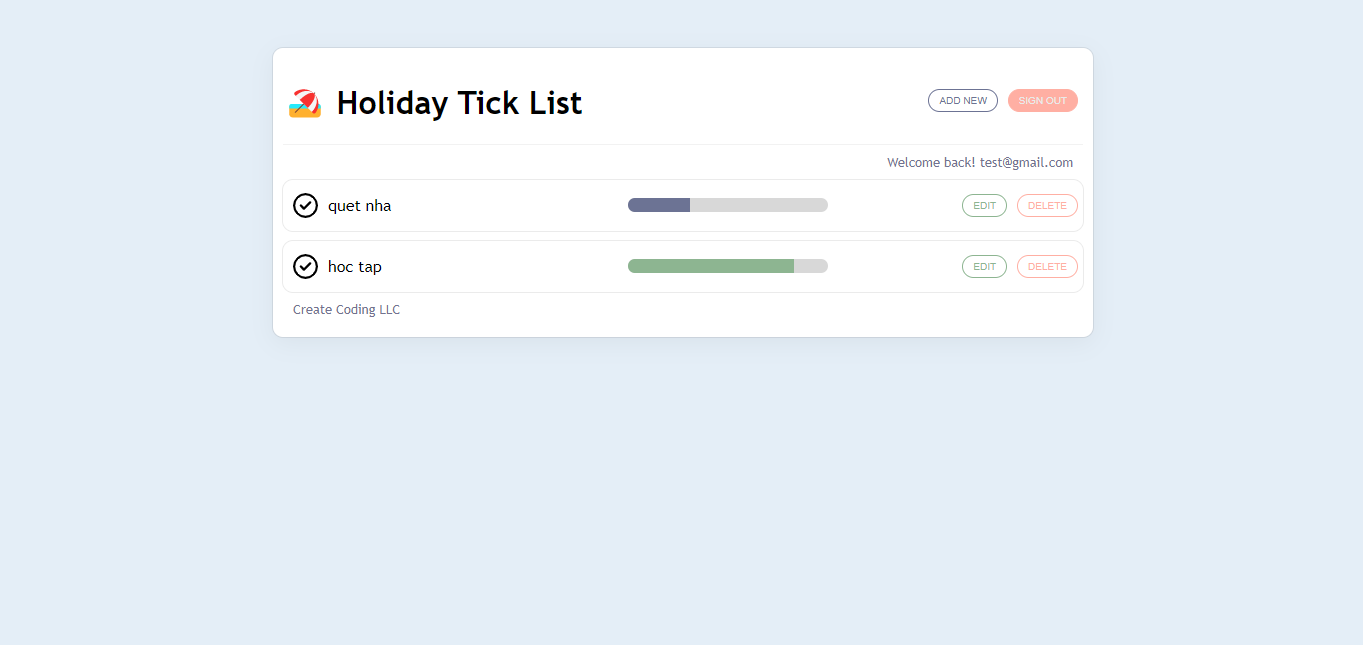 Holiday Tick List
ADD NEW
SIGN OUT
Welcome back! test@gmail.com
quet nha
EDIT
DELETE
hoc tap
EDIT
DELETE
Create Coding LLC